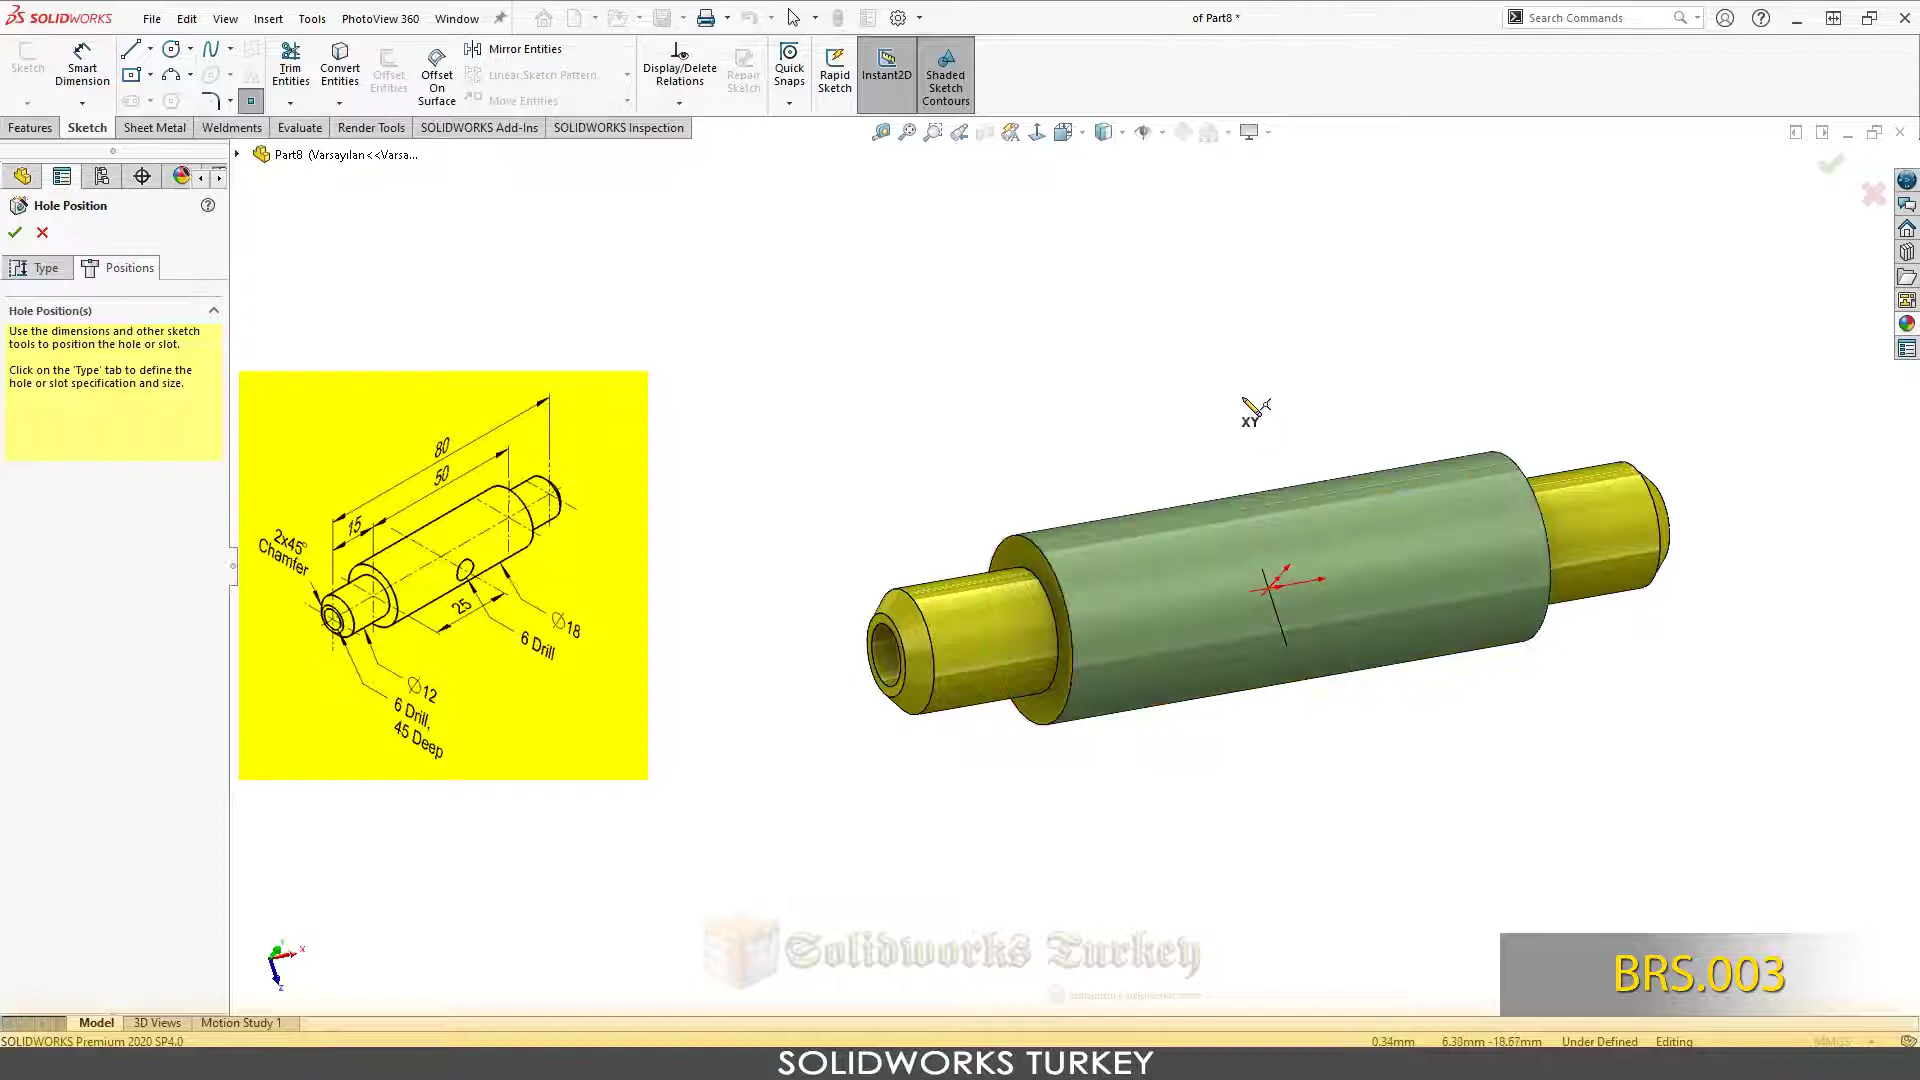 SOLIDWORKS
File Edit View Insert Tools PhotoView 360 Window
of Part8 *
Search Commands
Sketch
Smart Dimension
Trim Entities
Convert Entities
Offset Entities
Offset On Surface
Mirror Entities
Linear Sketch Pattern
Move Entities
Display/Delete Relations
Repair Sketch
Quick Snaps
Rapid Sketch
Instant2D
Shaded Sketch Contours
Features Sketch Sheet Metal Weldments Evaluate Render Tools SOLIDWORKS Add-Ins SOLIDWORKS Inspection
Part8 (Varsayılan<<Varsa...
Hole Position
Type Positions
Hole Position(s)
Use the dimensions and other sketch
tools to position the hole or slot.
Click on the 'Type' tab to define the
hole or slot specification and size.
80
50
15
2x45°
Chamfer
25
Ø18
6 Drill
Ø12
6 Drill,
45 Deep
XY
Y
X
Z
Solidworks Turkey
BRS.003
Model 3D Views Motion Study 1
SOLIDWORKS Premium 2020 SP4.0
0.34mm 6.38mm -18.67mm Under Defined Editing MMGS
SOLIDWORKS TURKEY